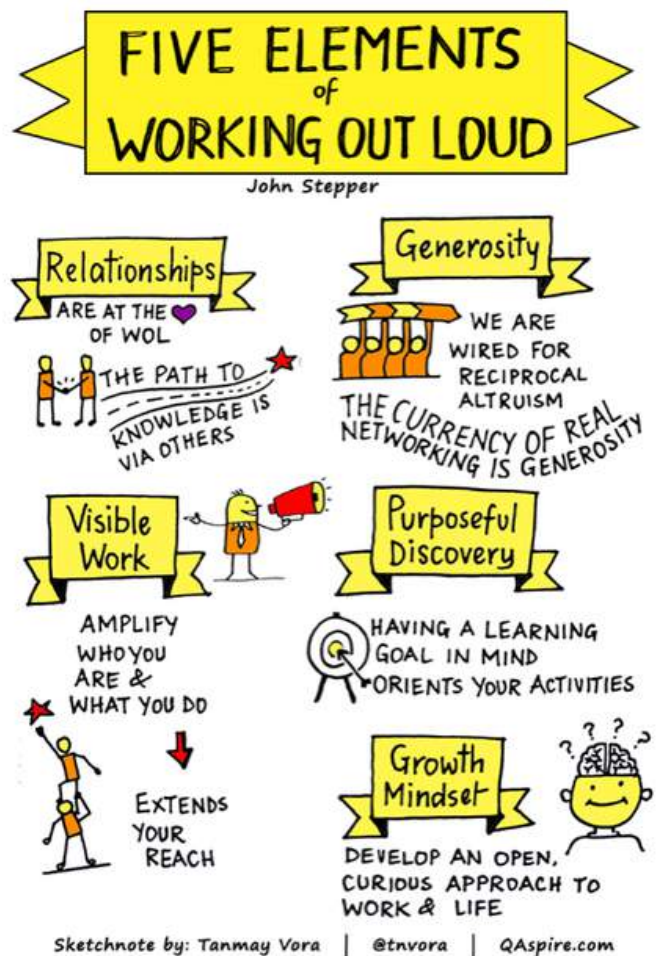 FIVE ELEMENTS
of
WORKING OUT LOUD
John Stepper
Relationships
ARE AT THE
OF WOL
THE PATH TO
KNOWLEDGE IS
VIA OTHERS
Generosity
WE ARE
WIRED FOR
RECIPROCAL
ALTRUISM
THE CURRENCY OF REAL
NETWORKING IS GENEROSITY
Visible
Work
AMPLIFY
WHO YOU
ARE &
WHAT YOU DO
EXTENDS
YOUR
REACH
Purposeful
Discovery
HAVING A LEARNING
GOAL IN MIND
ORIENTS YOUR ACTIVITIES
Growth
Mindset
? ? ? ?
DEVELOP AN OPEN,
CURIOUS APPROACH TO
WORK & LIFE
Sketchnote by: Tanmay Vora | @tnvora | QAspire.com